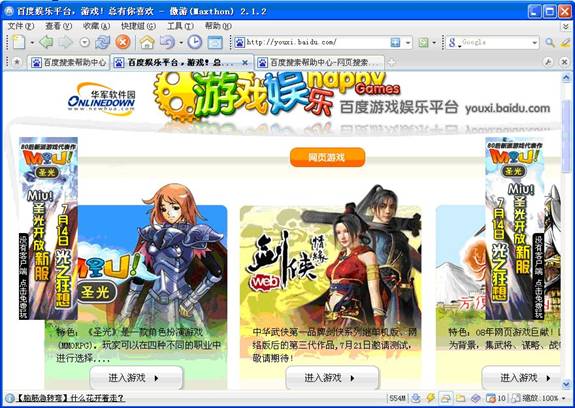 百度娱乐平台，游戏！总有你喜欢 - 傲游(Maxthon) 2.1.2
文件(F) 查看(V) 收藏(A) 快捷组(G) 工具(T) 帮助(H)
http://youxi.baidu.com/
Google
百度搜索帮助中心
百度娱乐平台，游戏！总...
百度搜索帮助中心-网页搜索...
华军软件园
ONLINEDOWN
www.newhua.com
游戏娱乐
happy
Games
百度游戏娱乐平台 youxi.baidu.com
网页游戏
80后新派游戏代表作
Miu!
圣光
Miu!
圣光开放新服
7月14日 光之狂想
没有客户端 点击免费玩
Miu!
圣光
剑侠情缘
web
80后新派游戏代表作
Miu!
圣光
Miu!
圣光开放新服
7月14日 光之狂想
没有客户端 点击免费玩
特色：《圣光》是一款角色扮演游戏
(MMORPG)，玩家可以在四种不同的职业中
进行选择....
中华武侠第一品牌剑侠系列继单机版、网
络版后的第三代作品,7月21日邀请测试,
敬请期待！
特色：08年网页游戏巨献！
为背景，集武将、谋略、战
进入游戏
进入游戏
进入游戏
【脑筋急转弯】什么花开着走?
554M
10
缩放:100%